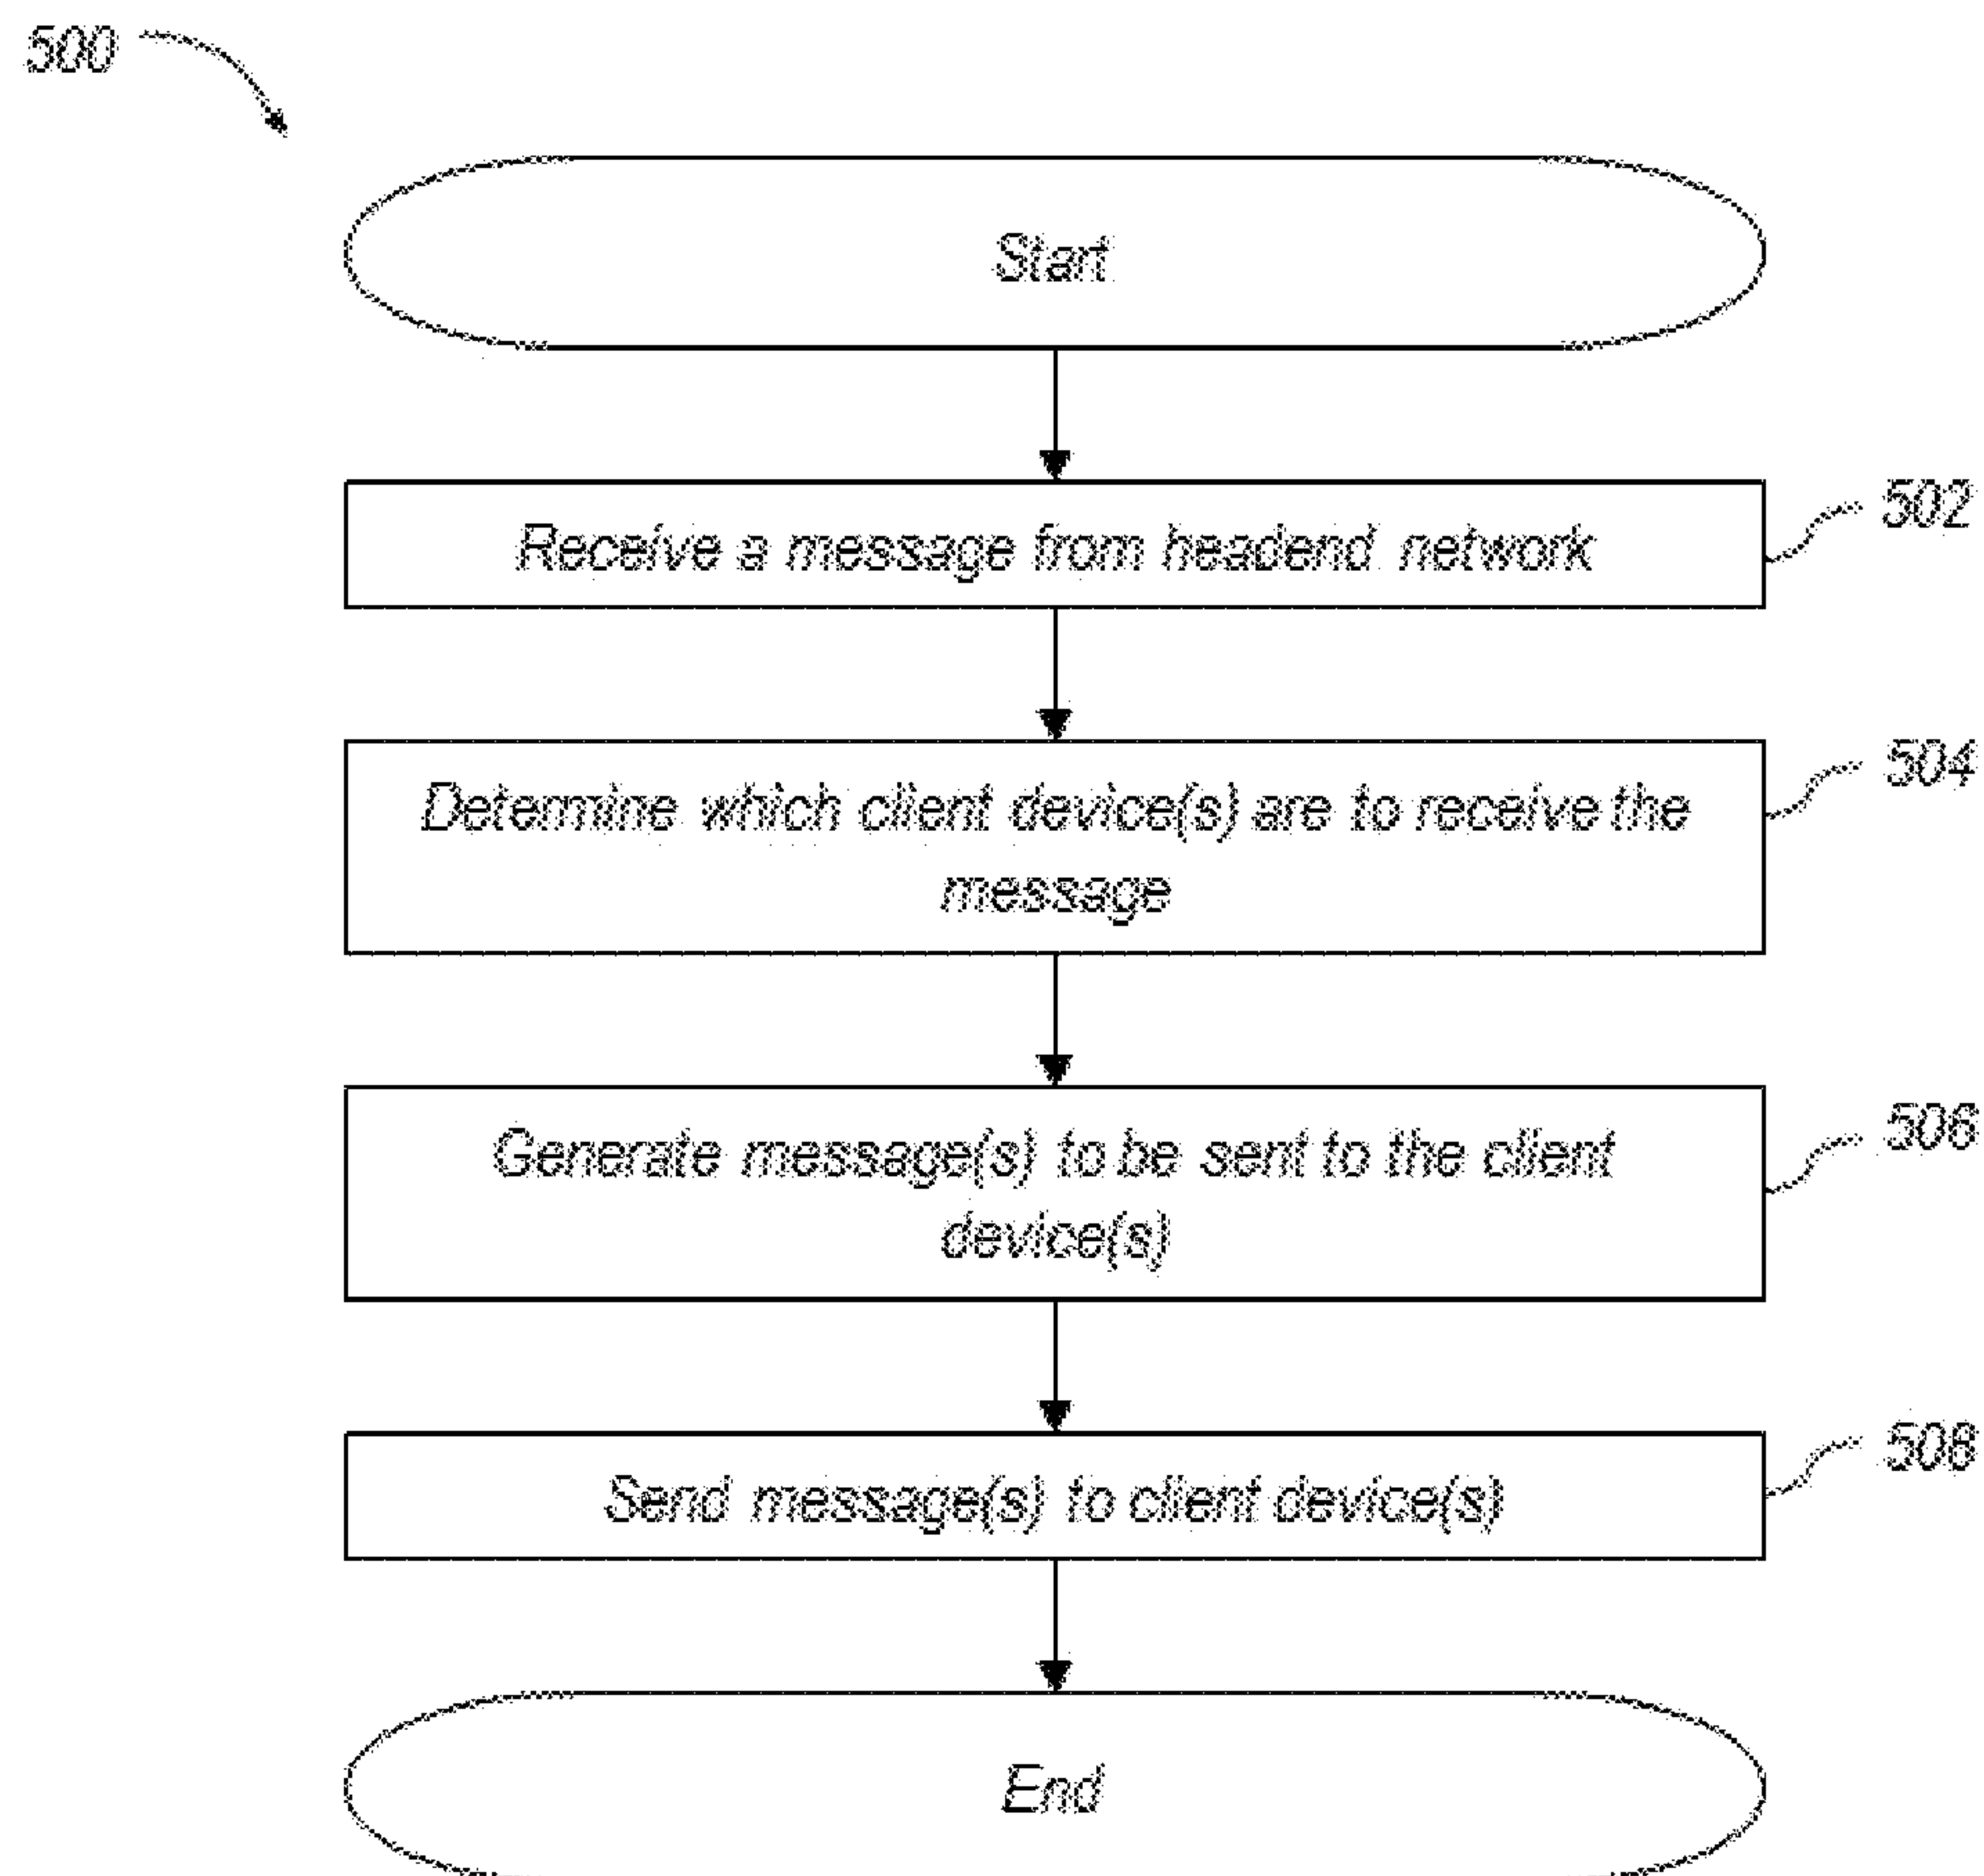 500
Start
Receive a message from headend network
502
Determine which client device(s) are to receive the
message
504
Generate message(s) to be sent to the client
device(s)
506
Send message(s) to client device(s)
508
End